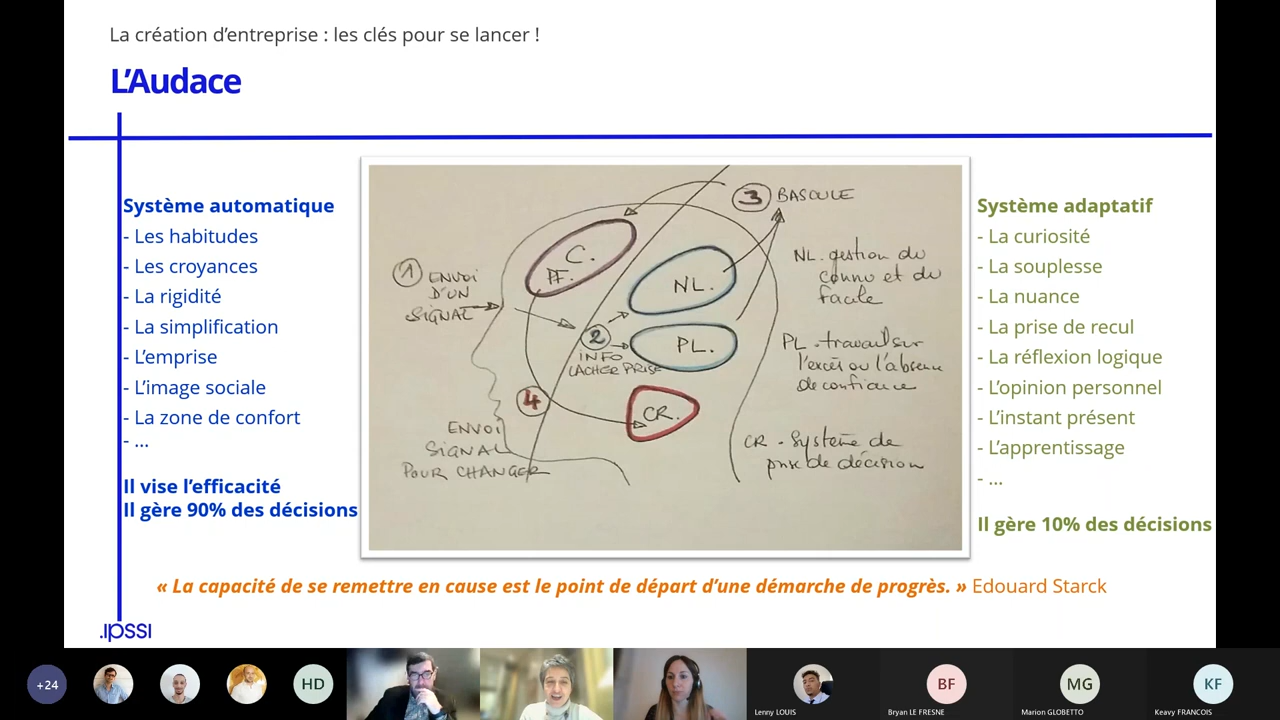 La création d'entreprise : les clés pour se lancer !
L'Audace
Système automatique
- Les habitudes
- Les croyances
- La rigidité
- La simplification
- L'emprise
- L'image sociale
- La zone de confort
- ...
Il vise l'efficacité
Il gère 90% des décisions
1 ENVOI
D'UN
SIGNAL
C.
PF.
3 BASCULE
NL.
2
INFO
LACHER PRISE
PL.
4
CR.
ENVOI
SIGNAL
POUR CHANGER
NL. gestion du
connu et du
facile
PL. travail sur
l'excès ou l'absence
de confiance
CR - Système de
prise de décision
Système adaptatif
- La curiosité
- La souplesse
- La nuance
- La prise de recul
- La réflexion logique
- L'opinion personnel
- L'instant présent
- L'apprentissage
- ...
Il gère 10% des décisions
« La capacité de se remettre en cause est le point de départ d'une démarche de progrès. » Edouard Starck
.IPSSI
+24
HD
Lenny LOUIS
BF
Bryan LE FRESNE
MG
Marion GLOBETTO
KF
Keavy FRANCOIS